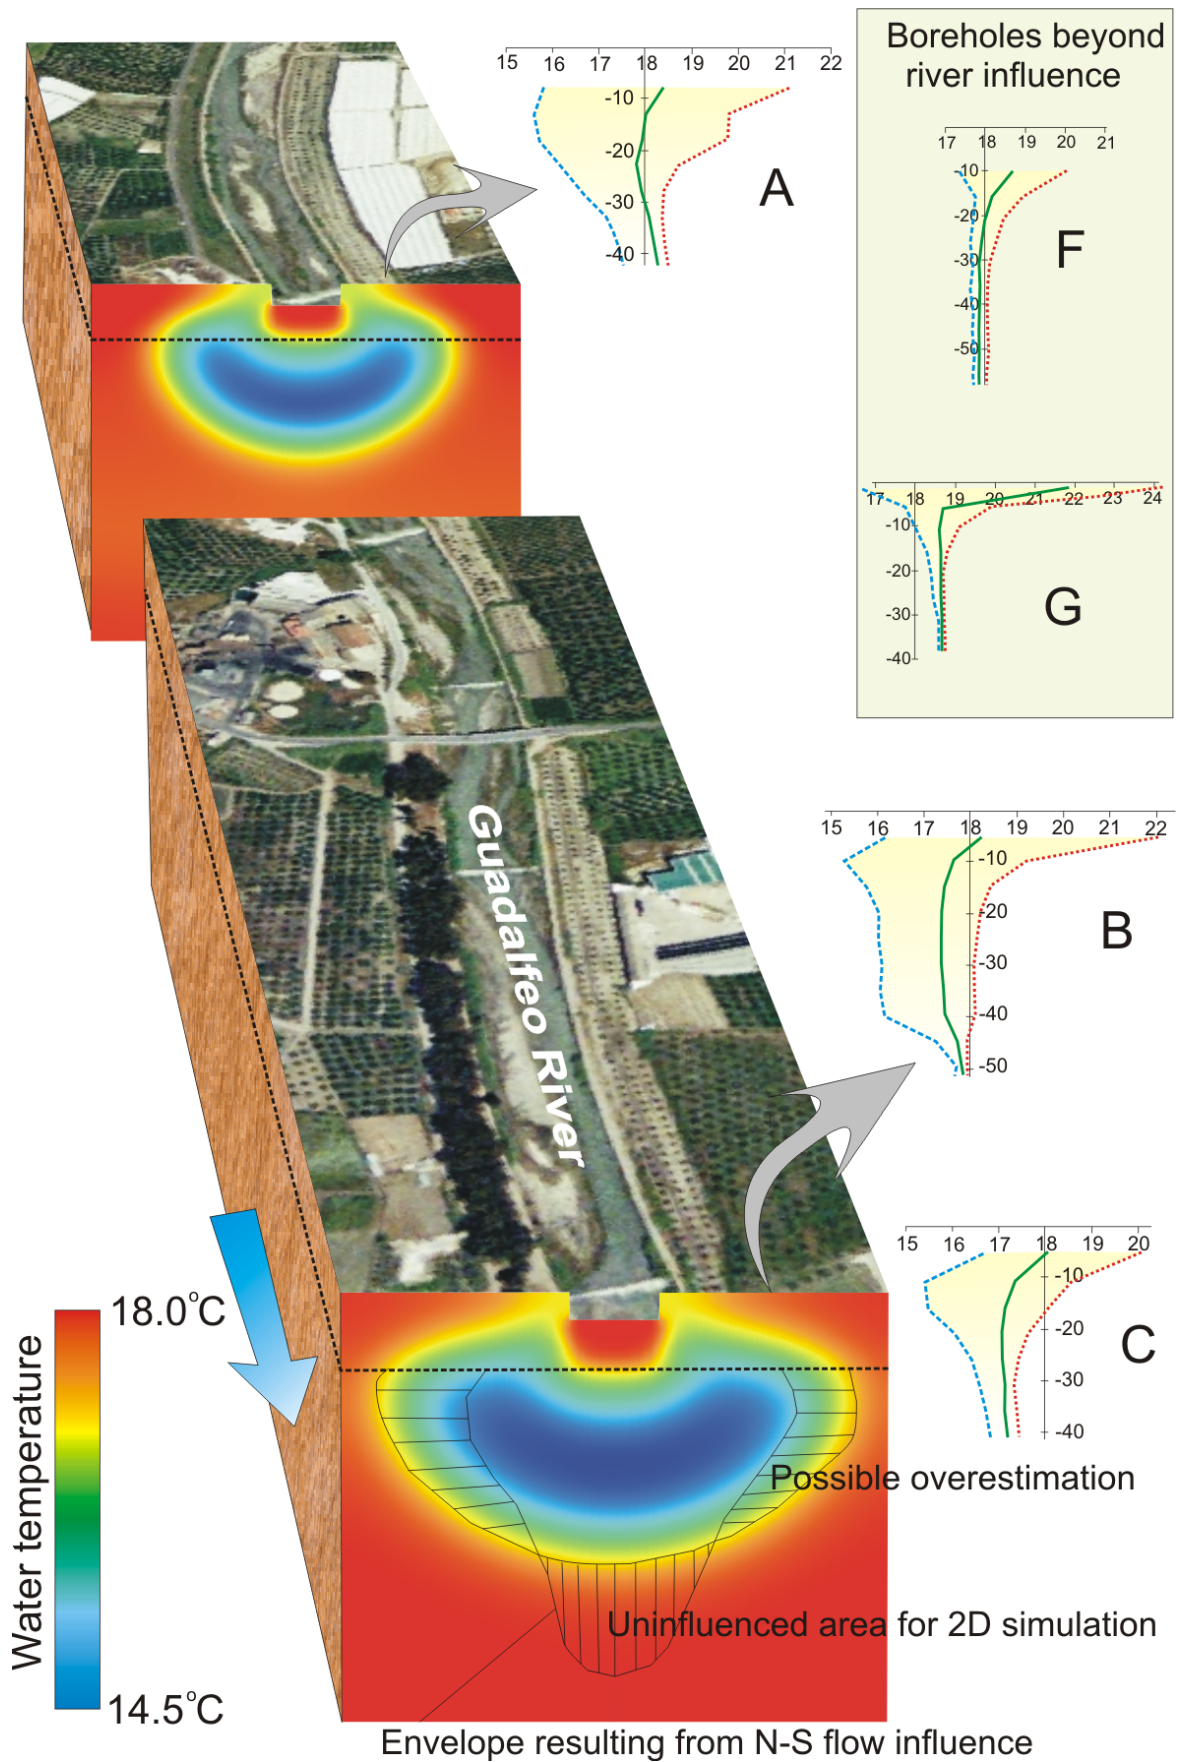 15 16 17 18 19 20 21 22
-10
-20
-30
-40
A
Boreholes beyond
river influence
17 18 19 20 21
-10
-20
-30
-40
-50
F
17 18 19 20 21 22 23 24
-10
-20
-30
-40
G
Guadalfeo River
15 16 17 18 19 20 21 22
-10
-20
-30
-40
-50
B
15 16 17 18 19 20
-10
-20
-30
-40
C
Water temperature
18.0°C
14.5°C
Possible overestimation
Uninfluenced area for 2D simulation
Envelope resulting from N-S flow influence